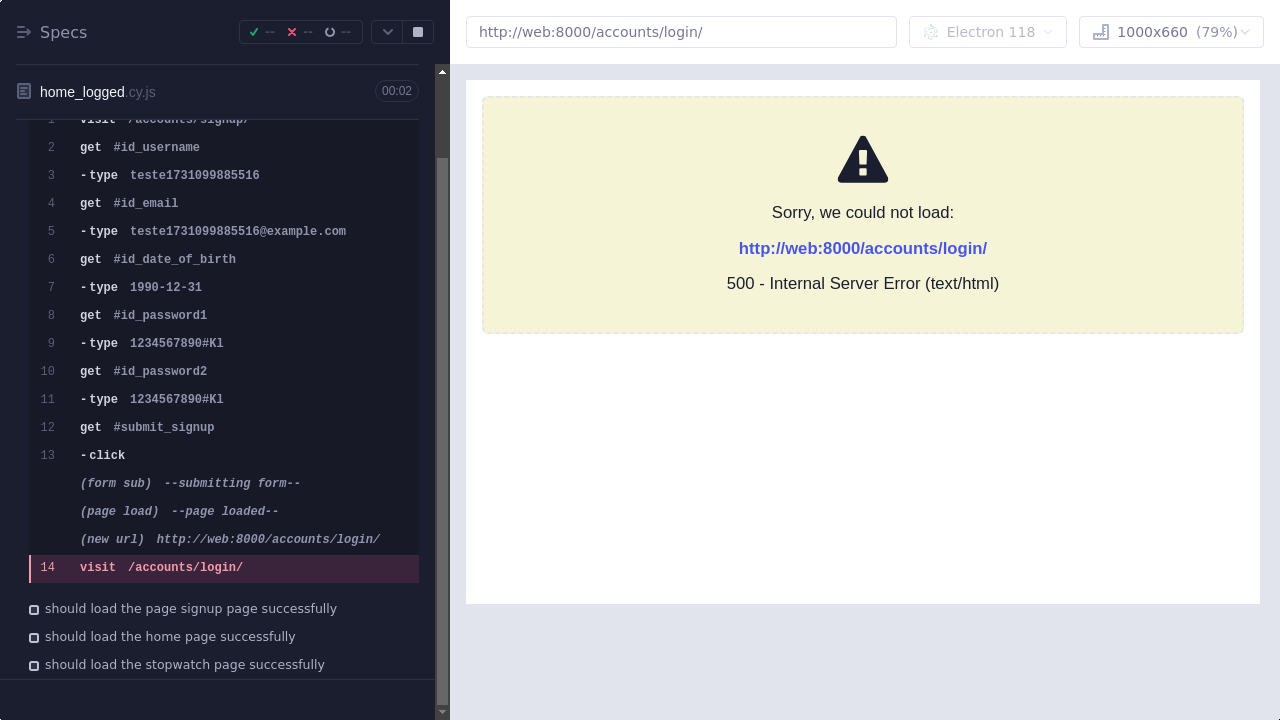 Specs
-- -- --
home_logged.cy.js
00:02
1 visit /accounts/signup/
2 get #id_username
3 -type teste1731099885516
4 get #id_email
5 -type teste1731099885516@example.com
6 get #id_date_of_birth
7 -type 1990-12-31
8 get #id_password1
9 -type 1234567890#Kl
10 get #id_password2
11 -type 1234567890#Kl
12 get #submit_signup
13 -click
(form sub) --submitting form--
(page load) --page loaded--
(new url) http://web:8000/accounts/login/
14 visit /accounts/login/
should load the page signup page successfully
should load the home page successfully
should load the stopwatch page successfully
http://web:8000/accounts/login/
Electron 118
1000x660 (79%)
Sorry, we could not load:
http://web:8000/accounts/login/
500 - Internal Server Error (text/html)